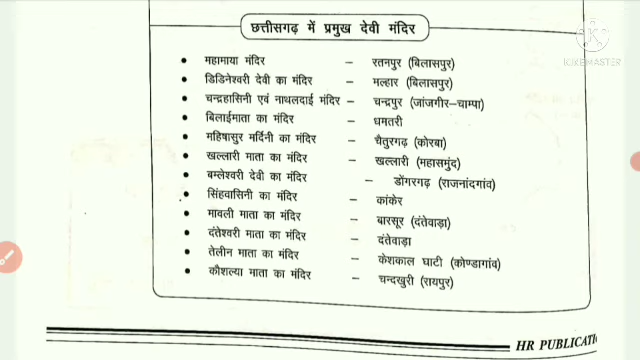 छत्तीसगढ़ में प्रमुख देवी मंदिर
• महामाया मंदिर – रतनपुर (बिलासपुर)
• डिडिनेश्वरी देवी का मंदिर – मल्हार (बिलासपुर)
• चन्द्रहासिनी एवं नाथलदाई मंदिर – चन्द्रपुर (जांजगीर–चाम्पा)
• बिलाईमाता का मंदिर – धमतरी
• महिषासुर मर्दिनी का मंदिर – चैतुरगढ़ (कोरबा)
• खल्लारी माता का मंदिर – खल्लारी (महासमुंद)
• बम्लेश्वरी देवी का मंदिर – डोंगरगढ़ (राजनांदगांव)
• सिंहवासिनी का मंदिर – कांकेर
• मावली माता का मंदिर – बारसूर (दंतेवाड़ा)
• दंतेश्वरी माता का मंदिर – दंतेवाड़ा
• तेलीन माता का मंदिर – केशकाल घाटी (कोण्डागांव)
• कौशल्या माता का मंदिर – चन्दखुरी (रायपुर)
HR PUBLICATI
KINEMASTER